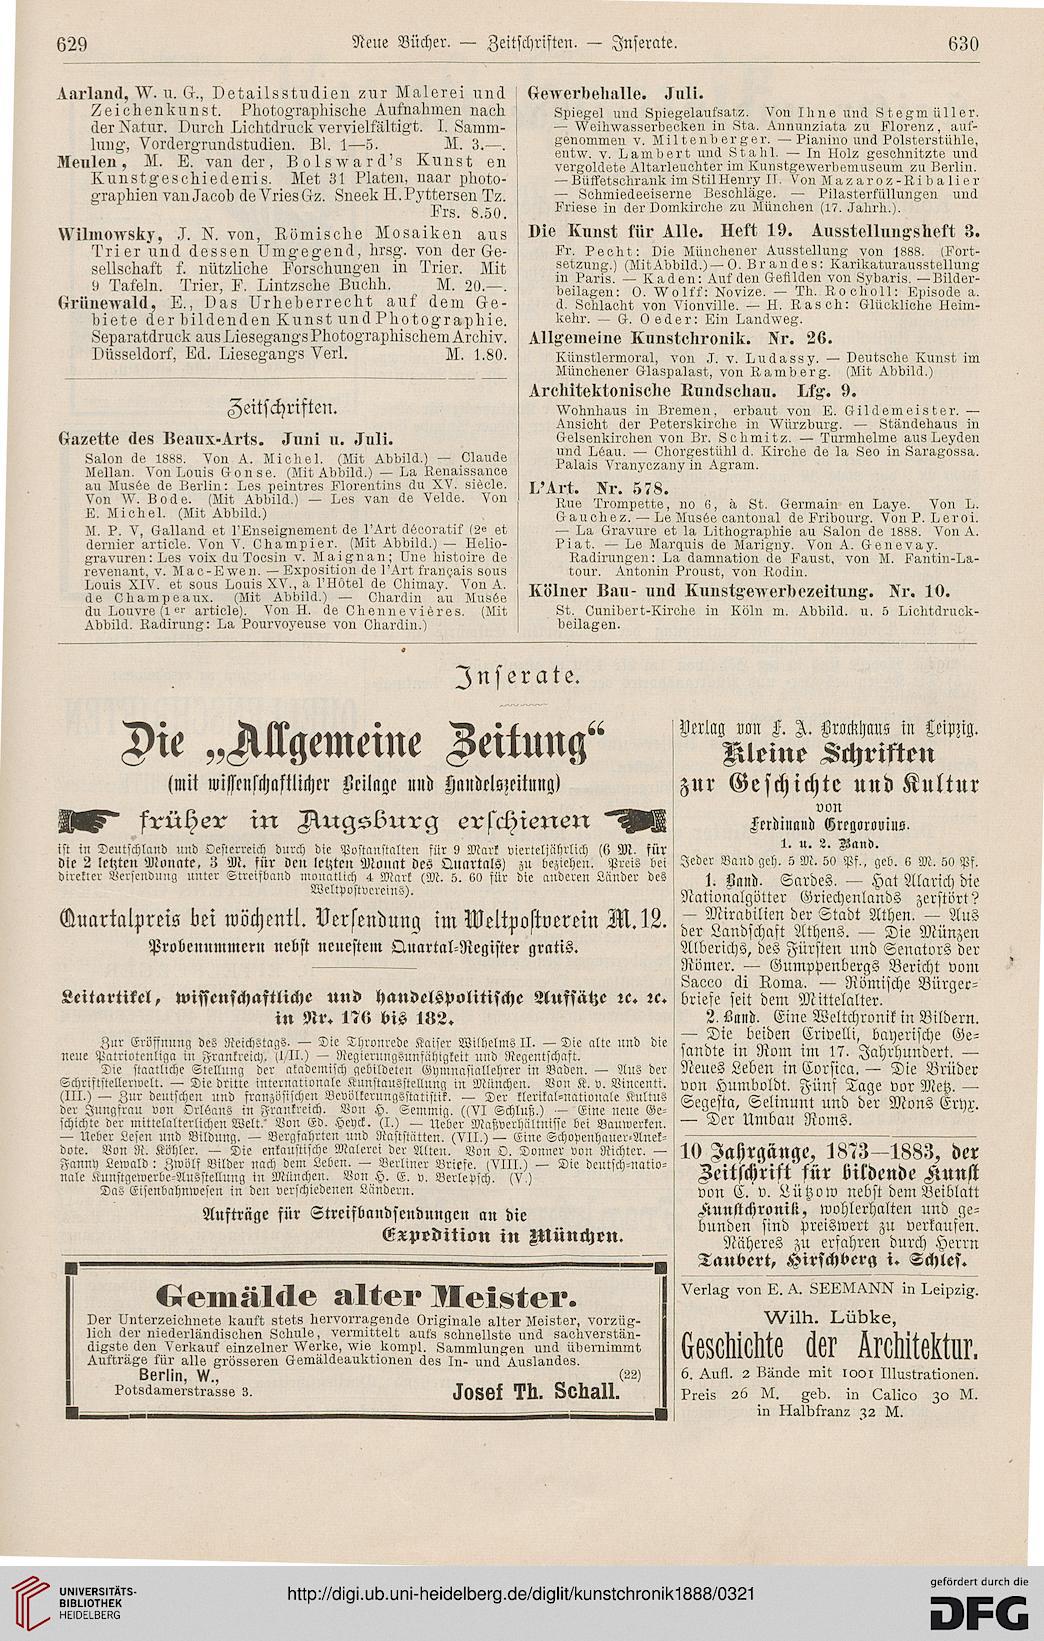 629
Neue Bücher. — Zeitschriften. — Inserate.
630
Aarland, W. u. G., Detailsstudien zur Malerei und
Zeichenkunst. Photographische Aufnahmen nach
der Natur. Durch Lichtdruck vervielfältigt. I. Samm-
lung, Vordergrundstudien. Bl. 1—5. M. 3.—.
Meulen, M. E. van der, Bolsward's Kunst en
Kunstgeschiedenis. Met 31 Platen, naar photo-
graphien van Jacob de Vries Gz. Sneek H. Pyttersen Tz.
Frs. 8.50.
Wilmowsky, J. N. von, Römische Mosaiken aus
Trier und dessen Umgegend, hrsg. von der Ge-
sellschaft f. nützliche Forschungen in Trier. Mit
9 Tafeln. Trier, F. Lintzsche Buchh. M. 20.—.
Grünewald, E., Das Urheberrecht auf dem Ge-
biete der bildenden Kunst und Photographie.
Separatdruck aus Liesegangs Photographischem Archiv.
Düsseldorf, Ed. Liesegangs Verl. M. 1.80.
Zeitschriften.
Gazette des Beaux-Arts. Juni u. Juli.
Salon de 1888. Von A. Michel. (Mit Abbild.) — Claude
Mellan. Von Louis Gonse. (Mit Abbild.) — La Renaissance
au Musée de Berlin: Les peintres Florentins du XV. siècle.
Von W. Bode. (Mit Abbild.) — Les van de Velde. Von
E. Michel. (Mit Abbild.)
M. P. V, Galland et l'Enseignement de l'Art décoratif (2e et
dernier article. Von V. Champier. (Mit Abbild.) — Helio-
gravuren: Les voix du Tocsin v. Maignan; Une histoire de
revenant, v. Mac-Ewen. — Exposition de l'Art français sous
Louis XIV. et sous Louis XV., à l'Hôtel de Chimay. Von A.
de Champeaux. (Mit Abbild.) — Chardin au Musée
du Louvre (1er article). Von H. de Chennevières. (Mit
Abbild. Radirung: La Pourvoyeuse von Chardin.)
Gewerbehalle. Juli.
Spiegel und Spiegelaufsatz. Von Ihne und Stegmüller.
— Weihwasserbecken in Sta. Annunziata zu Florenz, auf-
genommen v. Miltenberger. — Pianino und Polsterstühle,
entw. v. Lambert und Stahl. — In Holz geschnitzte und
vergoldete Altarleuchter im Kunstgewerbemuseum zu Berlin.
— Büffetschrank im Stil Henry II. Von Mazaroz-Ribalier
— Schmiedeeiserne Beschläge. — Pilasterfüllungen und
Friese in der Domkirche zu München (17. Jahrh.).
Die Kunst für Alle. Heft 19. Ausstellungsheft 3.
Fr. Pecht: Die Münchener Ausstellung von 1888. (Fort-
setzung.) (Mit Abbild.) — O. Brandes: Karikaturausstellung
in Paris. — Kaden: Auf den Gefilden von Sybaris. — Bilder-
beilagen: O. Wolff: Novize. — Th. Rocholl: Episode a.
d. Schlacht von Vionville. — H. Rasch: Glückliche Heim-
kehr. — G. Oeder: Ein Landweg.
Allgemeine Kunstchronik. Nr. 26.
Künstlermoral, von J. v. Ludassy. — Deutsche Kunst im
Münchener Glaspalast, von Ramberg. (Mit Abbild.)
Architektonische Rundschau. Lfg. 9.
Wohnhaus in Bremen, erbaut von E. Gildemeister. —
Ansicht der Peterskirche in Würzburg. — Ständehaus in
Gelsenkirchen von Br. Schmitz. — Turmhelme aus Leyden
und Léau. — Chorgestühl d. Kirche de la Seo in Saragossa.
Palais Vranyczany in Agram.
L'Art. Nr. 578.
Rue Trompette, no 6, à St. Germain en Laye. Von L.
Gauchez. — Le Musée cantonal de Fribourg. Von P. Leroi.
— La Gravure et la Lithographie au Salon de 1888. Von A.
Piat. — Le Marquis de Marigny. Von A. Genevay.
Radirungen: La damnation de Faust, von M. Fantin-La-
tour. Antonin Proust, von Rodin.
Kölner Bau- und Kunstgewerbezeitung. Nr. 10.
St. Cunibert-Kirche in Köln m. Abbild. u. 5 Lichtdruck-
beilagen.
Inserate.
Die „Allgemeine Zeitung“
(mit wissenschaftlicher Beilage und Handelszeitung)
früher in Augsburg erschienen
ist in Deutschland und Oesterreich durch die Postanstalten für 9 Mark vierteljährlich (6 M. für
die 2 letzten Monate, 3 M. für den letzten Monat des Quartals) zu beziehen. Preis bei
direkter Versendung unter Streifband monatlich 4 Mark (M. 5. 60 für die anderen Länder des
Weltpostvereins).
Quartalpreis bei wöchentl. Versendung im Weltpostverein M. 12.
Probenummern nebst neuestem Quartal-Register gratis.
Leitartikel, wissenschaftliche und handelspolitische Aufsätze ꝛc. ꝛc.
in Nr. 176 bis 182.
Zur Eröffnung des Reichstags. — Die Thronrede Kaiser Wilhelms II. — Die alte und die
neue Patriotenliga in Frankreich. (I/II.) — Regierungsunfähigkeit und Regentschaft.
Die staatliche Stellung der akademisch gebildeten Gymnasiallehrer in Baden. — Aus der
Schriftstellerwelt. — Die dritte internationale Kunstausstellung in München. Von K. v. Vincenti.
(III.) — Zur deutschen und französischen Bevölkerungsstatistik. — Der klerikal-nationale Kultus
der Jungfrau von Orléans in Frankreich. Von H. Semmig. ((VI Schluß.) — Eine neue Ge-
schichte der mittelalterlichen Welt." Von Ed. Heyck. (I.) — Ueber Maßverhältnisse bei Bauwerken.
— Ueber Lesen und Bildung. — Bergfahrten und Raststätten. (VII.) — Eine Schopenhauer-Anek-
dote. Von R. Köhler. — Die enkaustische Malerei der Alten. Von O. Donner von Richter. —
Fanny Lewald: Zwölf Bilder nach dem Leben. — Berliner Briefe. (VIII.) — Die deutsch-natio-
nale Kunstgewerbe-Ausstellung in München. Von H. E. v. Berlepsch. (V.)
Das Eisenbahnwesen in den verschiedenen Ländern.
Aufträge für Streifbandsendungen an die
Expedition in München.
Gemälde alter Meister.
Der Unterzeichnete kauft stets hervorragende Originale alter Meister, vorzüg-
lich der niederländischen Schule, vermittelt aufs schnellste und sachverstän-
digste den Verkauf einzelner Werke, wie kompl. Sammlungen und übernimmt
Aufträge für alle grösseren Gemäldeauktionen des In- und Auslandes.
Berlin, W., (22)
Potsdamerstrasse 3.
Josef Th. Schall.
Verlag von F. A. Brockhaus in Leipzig.
Kleine Schriften
zur Geschichte und Kultur
von
Ferdinand Gregorovius.
1. u. 2. Band.
Jeder Band geh. 5 M. 50 Pf., geb. 6 M. 50 Pf.
1. Band. Sardes. — Hat Alarich die
Nationalgötter Griechenlands zerstört?
— Mirabilien der Stadt Athen. — Aus
der Landschaft Athens. — Die Münzen
Alberichs, des Fürsten und Senators der
Römer. — Gumppenbergs Bericht vom
Sacco di Roma. — Römische Bürger-
briefe seit dem Mittelalter.
2. Band. Eine Weltchronik in Bildern.
— Die beiden Crivelli, bayerische Ge-
sandte in Rom im 17. Jahrhundert. —
Neues Leben in Corsica. — Die Brüder
von Humboldt. Fünf Tage vor Metz. —
Segesta, Selinunt und der Mons Eryx.
— Der Umbau Roms.
10 Jahrgänge, 1873—1883, der
Zeitschrift für bildende Kunst
von C. v. Lützow nebst dem Beiblatt
Kunstchronik, wohlerhalten und ge-
bunden sind preiswert zu verkaufen.
Näheres zu erfahren durch Herrn
Taubert, Hirschberg i. Schles.
Verlag von E. A. SEEMANN in Leipzig.
Wilh. Lübke,
Geschichte der Architektur.
6. Aufl. 2 Bände mit 1001 Illustrationen.
Preis 26 M. geb. in Calico 30 M.
in Halbfranz 32 M.
UNIVERSITÄTS-
BIBLIOTHEK
HEIDELBERG
http://digi.ub.uni-heidelberg.de/diglit/kunstchronik1888/0321
gefördert durch die
DFG